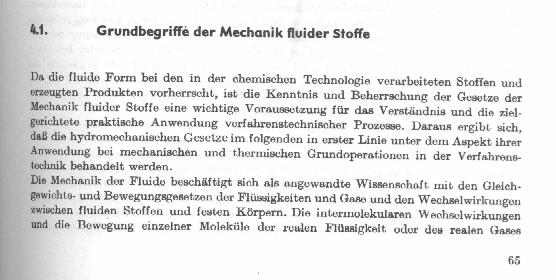 4.1. Grundbegriffe der Mechanik fluider Stoffe
Da die fluide Form bei den in der chemischen Technologie verarbeiteten Stoffen und
erzeugten Produkten vorherrscht, ist die Kenntnis und Beherrschung der Gesetze der
Mechanik fluider Stoffe eine wichtige Voraussetzung für das Verständnis und die ziel-
gerichtete praktische Anwendung verfahrenstechnischer Prozesse. Daraus ergibt sich,
daß die hydromechanischen Gesetze im folgenden in erster Linie unter dem Aspekt ihrer
Anwendung bei mechanischen und thermischen Grundoperationen in der Verfahrens-
technik behandelt werden.
Die Mechanik der Fluide beschäftigt sich als angewandte Wissenschaft mit den Gleich-
gewichts- und Bewegungsgesetzen der Flüssigkeiten und Gase und den Wechselwirkungen
zwischen fluiden Stoffen und festen Körpern. Die intermolekularen Wechselwirkungen
und die Bewegung einzelner Moleküle der realen Flüssigkeit oder des realen Gases
65